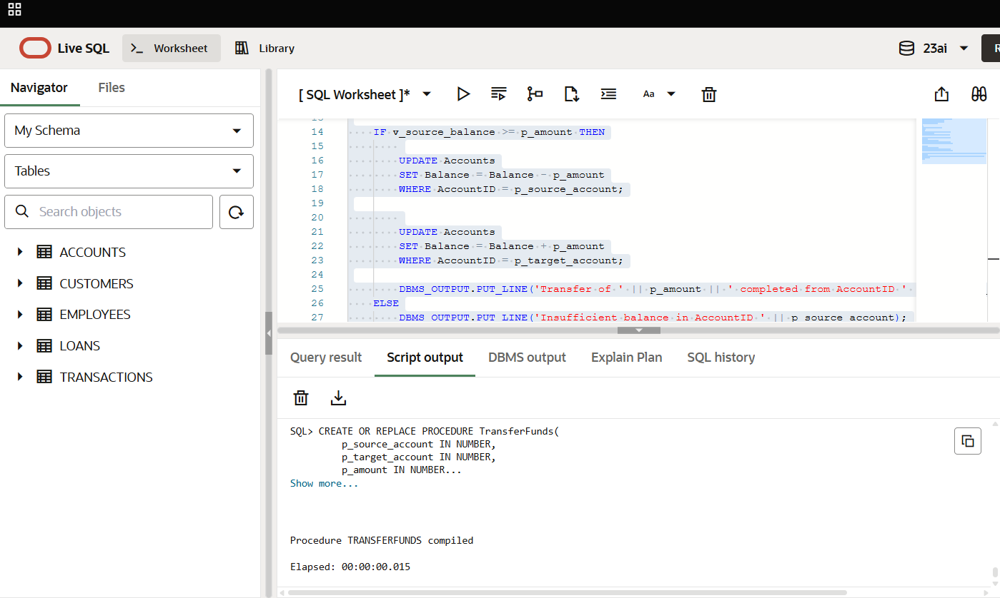 Live SQL
Worksheet
Library
23ai
Navigator
Files
My Schema
Tables
Search objects
ACCOUNTS
CUSTOMERS
EMPLOYEES
LOANS
TRANSACTIONS
[ SQL Worksheet ]*
Aa
14 IF v_source_balance >= p_amount THEN
15
16 UPDATE Accounts
17 SET Balance = Balance - p_amount
18 WHERE AccountID = p_source_account;
19
20
21 UPDATE Accounts
22 SET Balance = Balance + p_amount
23 WHERE AccountID = p_target_account;
24
25 DBMS_OUTPUT.PUT_LINE('Transfer of ' || p_amount || ' completed from AccountID '
26 ELSE
27 DBMS_OUTPUT.PUT_LINE('Insufficient balance in AccountID ' || p_source_account);
Query result
Script output
DBMS output
Explain Plan
SQL history
SQL> CREATE OR REPLACE PROCEDURE TransferFunds(
p_source_account IN NUMBER,
p_target_account IN NUMBER,
p_amount IN NUMBER...
Show more...
Procedure TRANSFERFUNDS compiled
Elapsed: 00:00:00.015